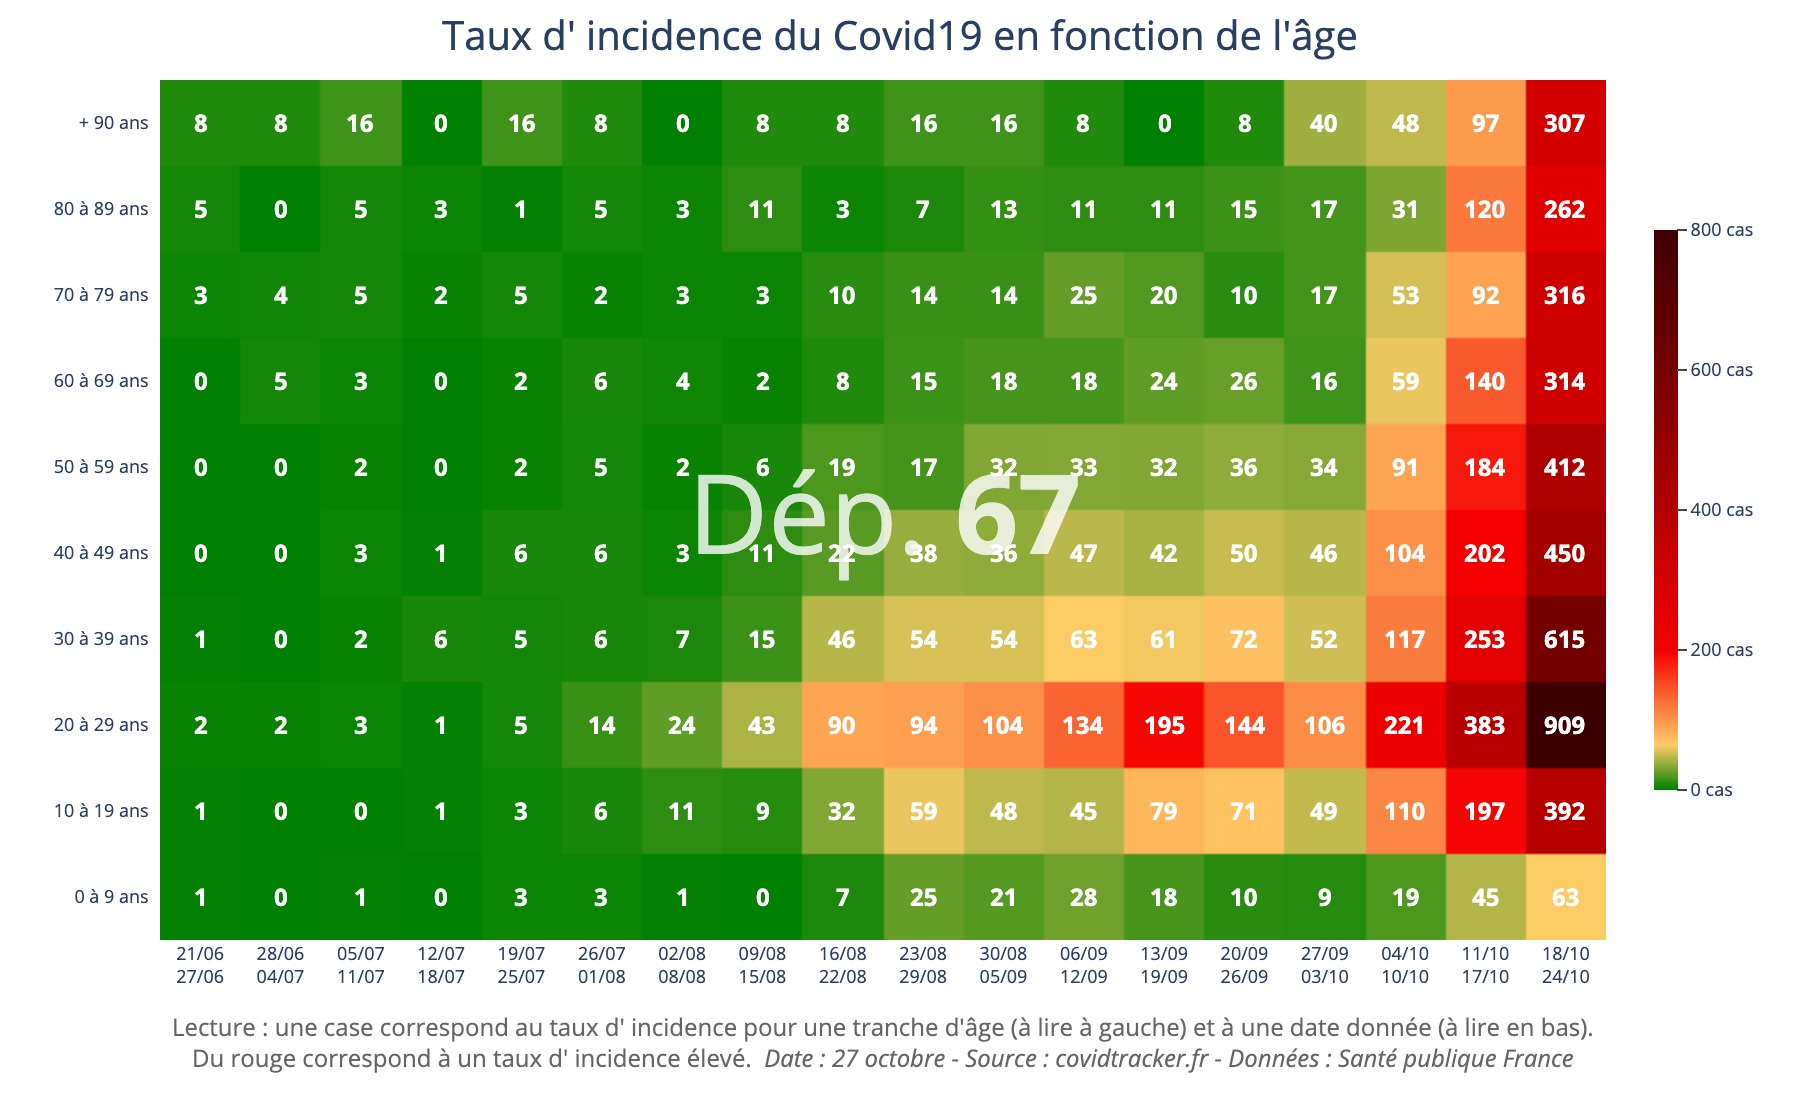 Taux d' incidence du Covid19 en fonction de l'âge
+ 90 ans 8 8 16 0 16 8 0 8 8 16 16 8 0 8 40 48 97 307
80 à 89 ans 5 0 5 3 1 5 3 11 3 7 13 11 11 15 17 31 120 262
70 à 79 ans 3 4 5 2 5 2 3 3 10 14 14 25 20 10 17 53 92 316
60 à 69 ans 0 5 3 0 2 6 4 2 8 15 18 18 24 26 16 59 140 314
50 à 59 ans 0 0 2 0 2 5 2 6 19 17 32 33 32 36 34 91 184 412
Dép. 67
40 à 49 ans 0 0 3 1 6 6 3 11 22 38 36 47 42 50 46 104 202 450
30 à 39 ans 1 0 2 6 5 6 7 15 46 54 54 63 61 72 52 117 253 615
20 à 29 ans 2 2 3 1 5 14 24 43 90 94 104 134 195 144 106 221 383 909
10 à 19 ans 1 0 0 1 3 6 11 9 32 59 48 45 79 71 49 110 197 392
0 à 9 ans 1 0 1 0 3 3 1 0 7 25 21 28 18 10 9 19 45 63
21/06 28/06 05/07 12/07 19/07 26/07 02/08 09/08 16/08 23/08 30/08 06/09 13/09 20/09 27/09 04/10 11/10 18/10
27/06 04/07 11/07 18/07 25/07 01/08 08/08 15/08 22/08 29/08 05/09 12/09 19/09 26/09 03/10 10/10 17/10 24/10
800 cas
600 cas
400 cas
200 cas
0 cas
Lecture : une case correspond au taux d' incidence pour une tranche d'âge (à lire à gauche) et à une date donnée (à lire en bas).
Du rouge correspond à un taux d' incidence élevé. Date : 27 octobre - Source : covidtracker.fr - Données : Santé publique France